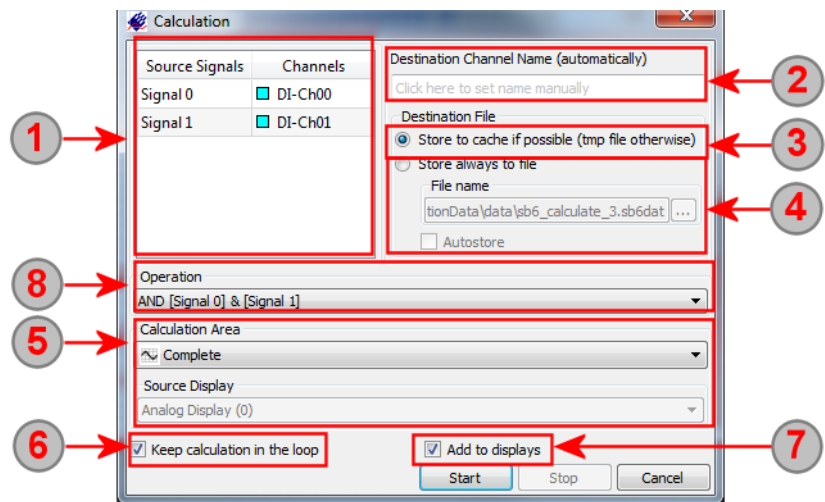 Calculation
X
Source Signals Channels
Signal 0 DI-Ch00
Signal 1 DI-Ch01
1
Destination Channel Name (automatically)
Click here to set name manually
2
Destination File
Store to cache if possible (tmp file otherwise)
3
Store always to file
File name
tionData\data\sb6_calculate_3.sb6dat ...
4
Autostore
8
Operation
AND [Signal 0] & [Signal 1]
5
Calculation Area
Complete
Source Display
Analog Display (0)
6
Keep calculation in the loop
Add to displays
7
Start Stop Cancel